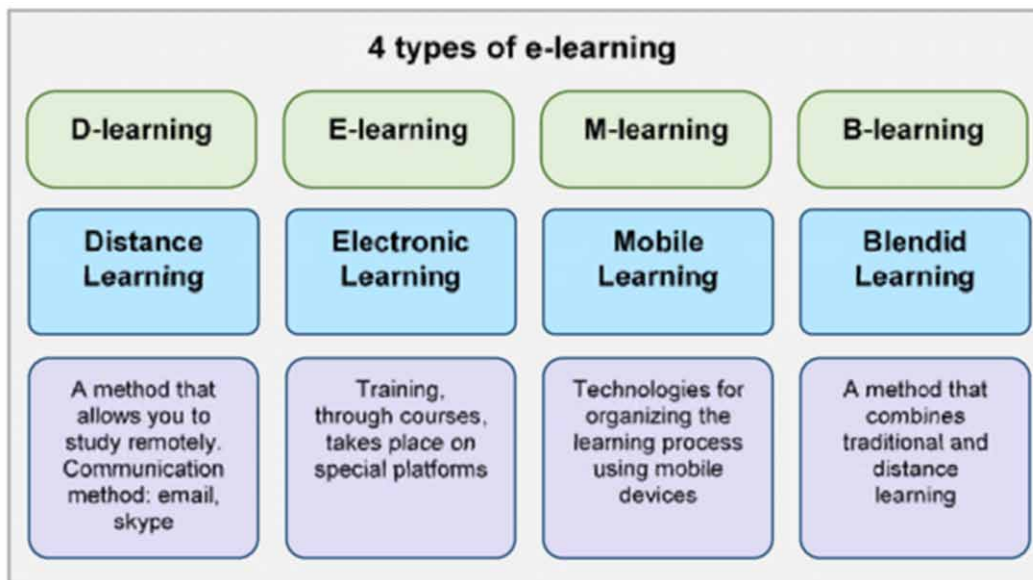 4 types of e-learning
D-learning
E-learning
M-learning
B-learning
Distance
Learning
Electronic
Learning
Mobile
Learning
Blendid
Learning
A method that
allows you to
study remotely.
Communication
method: email,
skype
Training,
through courses,
takes place on
special platforms
Technologies for
organizing the
learning process
using mobile
devices
A method that
combines
traditional and
distance
learning